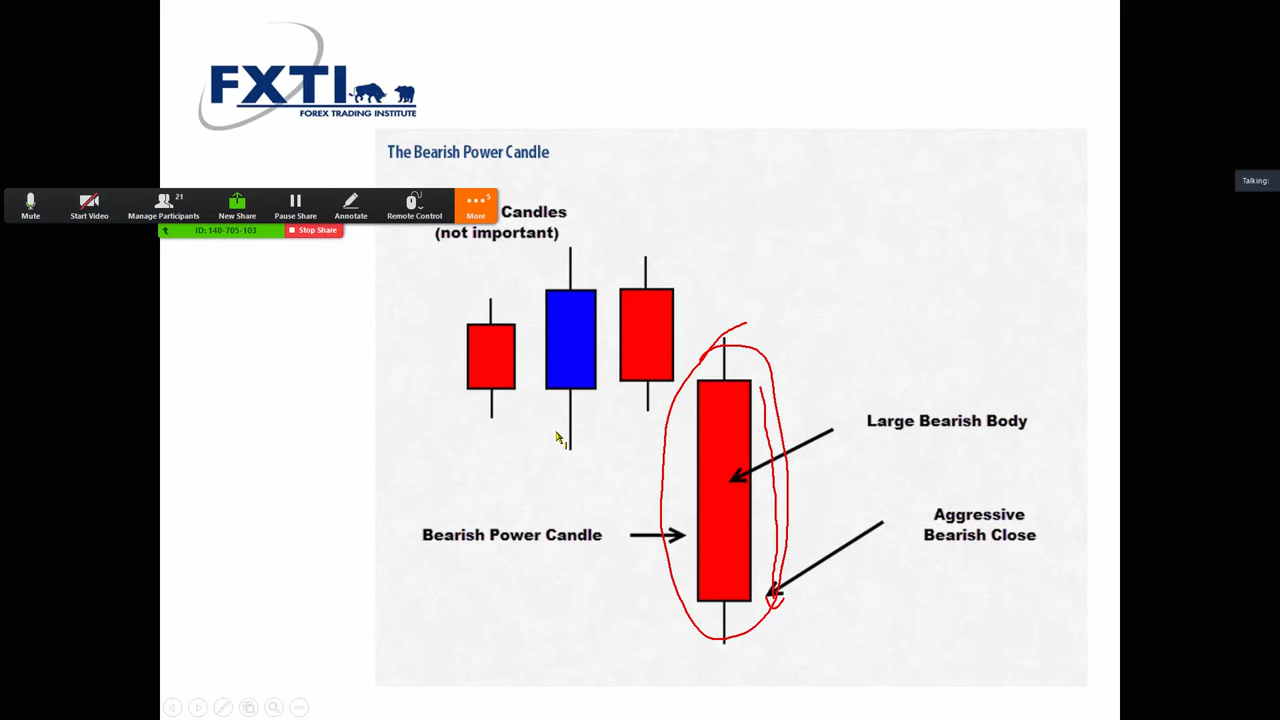 FXTI
FOREX TRADING INSTITUTE
The Bearish Power Candle
Talking:
21
5
Mute
Start Video
Manage Participants
New Share
Pause Share
Annotate
Remote Control
More
Candles
(not important)
ID: 140-705-103
Stop Share
Large Bearish Body
Aggressive
Bearish Close
Bearish Power Candle